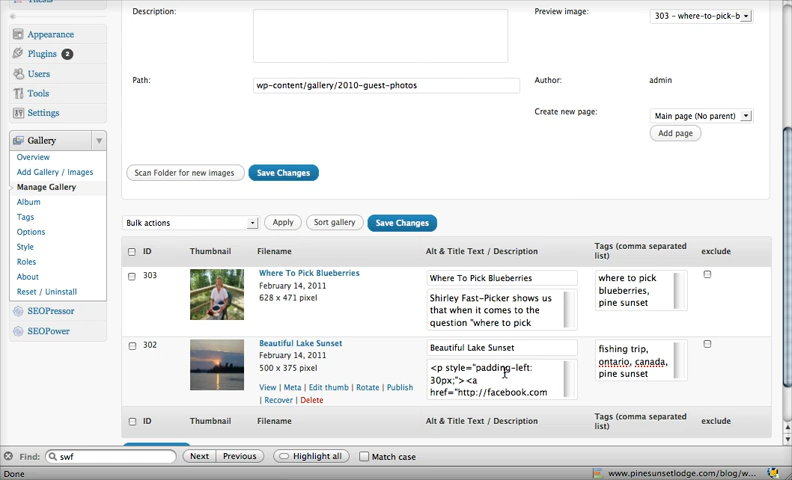 Appearance
Plugins 2
Users
Tools
Settings
Gallery
Overview
Add Gallery / Images
Manage Gallery
Album
Tags
Options
Style
Roles
About
Reset / Uninstall
SEOPressor
SEOPower
Description:
Preview image:
303 - where-to-pick-b
Path:
wp-content/gallery/2010-guest-photos
Author:
admin
Create new page:
Main page (No parent)
Add page
Scan Folder for new images
Save Changes
Bulk actions
Apply
Sort gallery
Save Changes
ID
Thumbnail
Filename
Alt & Title Text / Description
Tags (comma separated
list)
exclude
303
Where To Pick Blueberries
February 14, 2011
628 x 471 pixel
Where To Pick Blueberries
Shirley Fast-Picker shows us
that when it comes to the
question "where to pick
where to pick
blueberries,
pine sunset
302
Beautiful Lake Sunset
February 14, 2011
500 x 375 pixel
View | Meta | Edit thumb | Rotate | Publish
| Recover | Delete
Beautiful Lake Sunset
<p style="padding-left:
30px;"><a
href="http://facebook.com
fishing trip,
ontario, canada,
pine sunset
ID
Thumbnail
Filename
Alt & Title Text / Description
Tags (comma separated
list)
exclude
Find:
swf
Next
Previous
Highlight all
Match case
Done
www.pinesunsetlodge.com/blog/w...